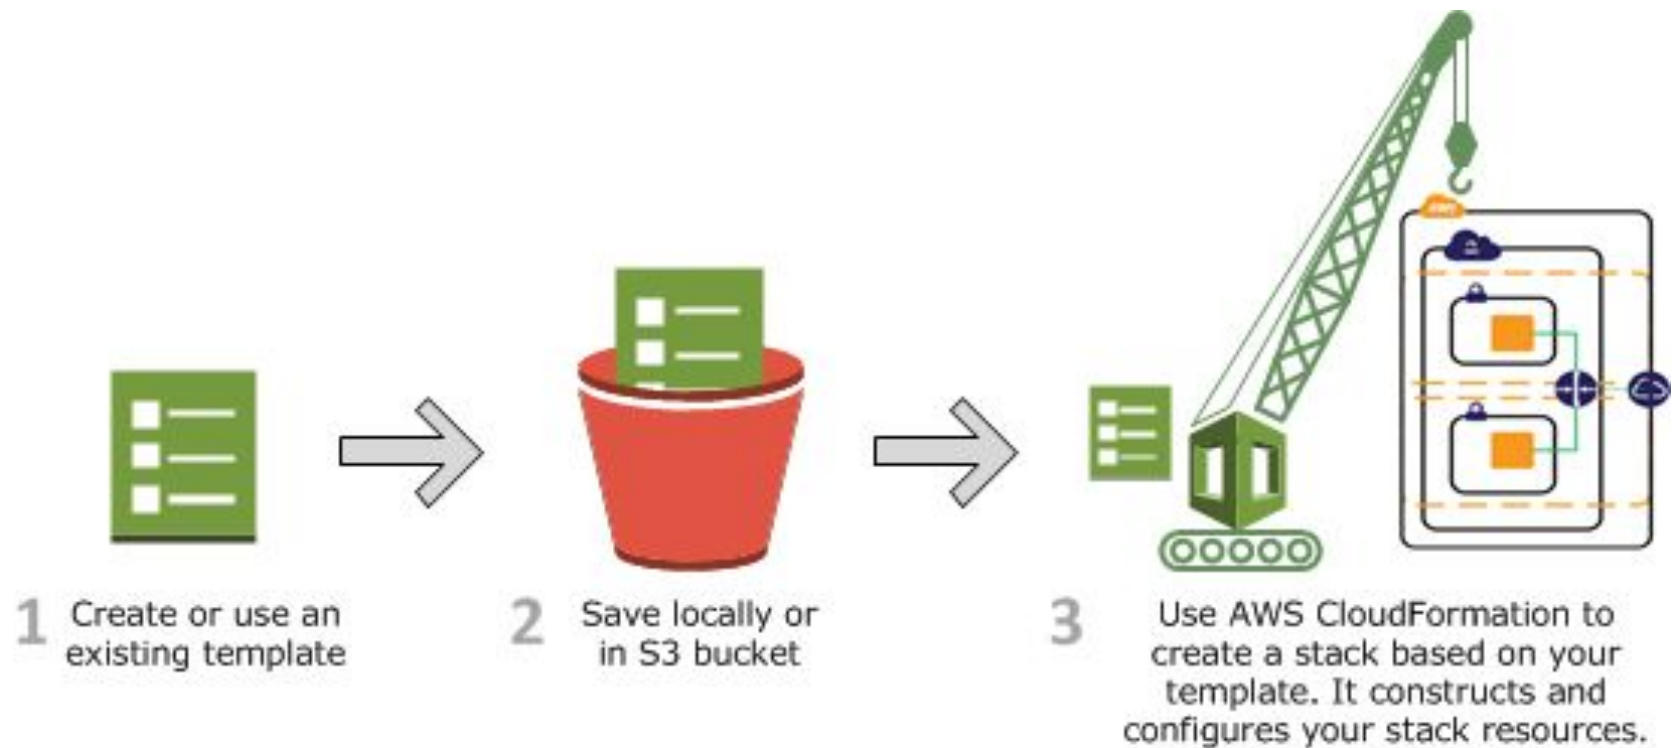 AWS
1 Create or use an
existing template
2 Save locally or
in S3 bucket
3 Use AWS CloudFormation to
create a stack based on your
template. It constructs and
configures your stack resources.